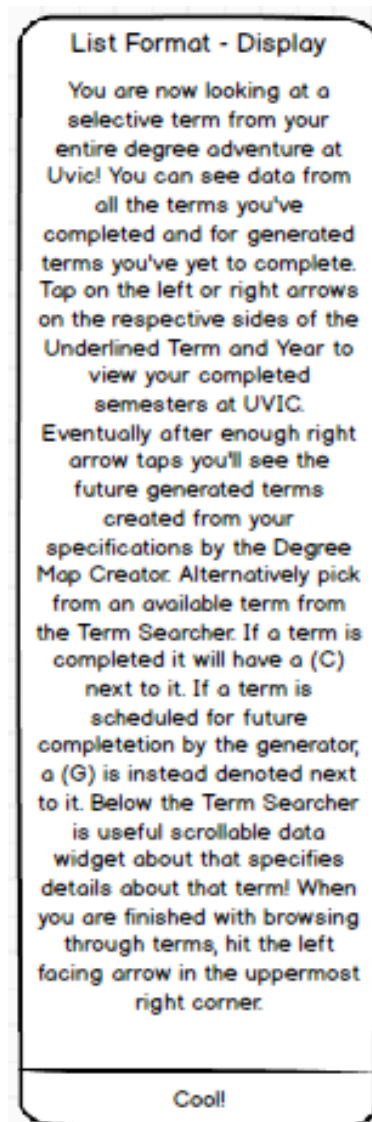 List Format - Display
You are now looking at a
selective term from your
entire degree adventure at
Uvic! You can see data from
all the terms you've
completed and for generated
terms you've yet to complete.
Tap on the left or right arrows
on the respective sides of the
Underlined Term and Year to
view your completed
semesters at UVIC.
Eventually after enough right
arrow taps you'll see the
future generated terms
created from your
specifications by the Degree
Map Creator. Alternatively pick
from an available term from
the Term Searcher. If a term is
completed it will have a (C)
next to it. If a term is
scheduled for future
completetion by the generator,
a (G) is instead denoted next
to it. Below the Term Searcher
is useful scrollable data
widget about that specifies
details about that term! When
you are finished with browsing
through terms, hit the left
facing arrow in the uppermost
right corner.
Cool!